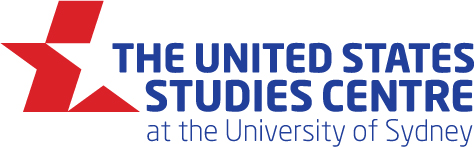 THE UNITED STATES
STUDIES CENTRE
at the University of Sydney